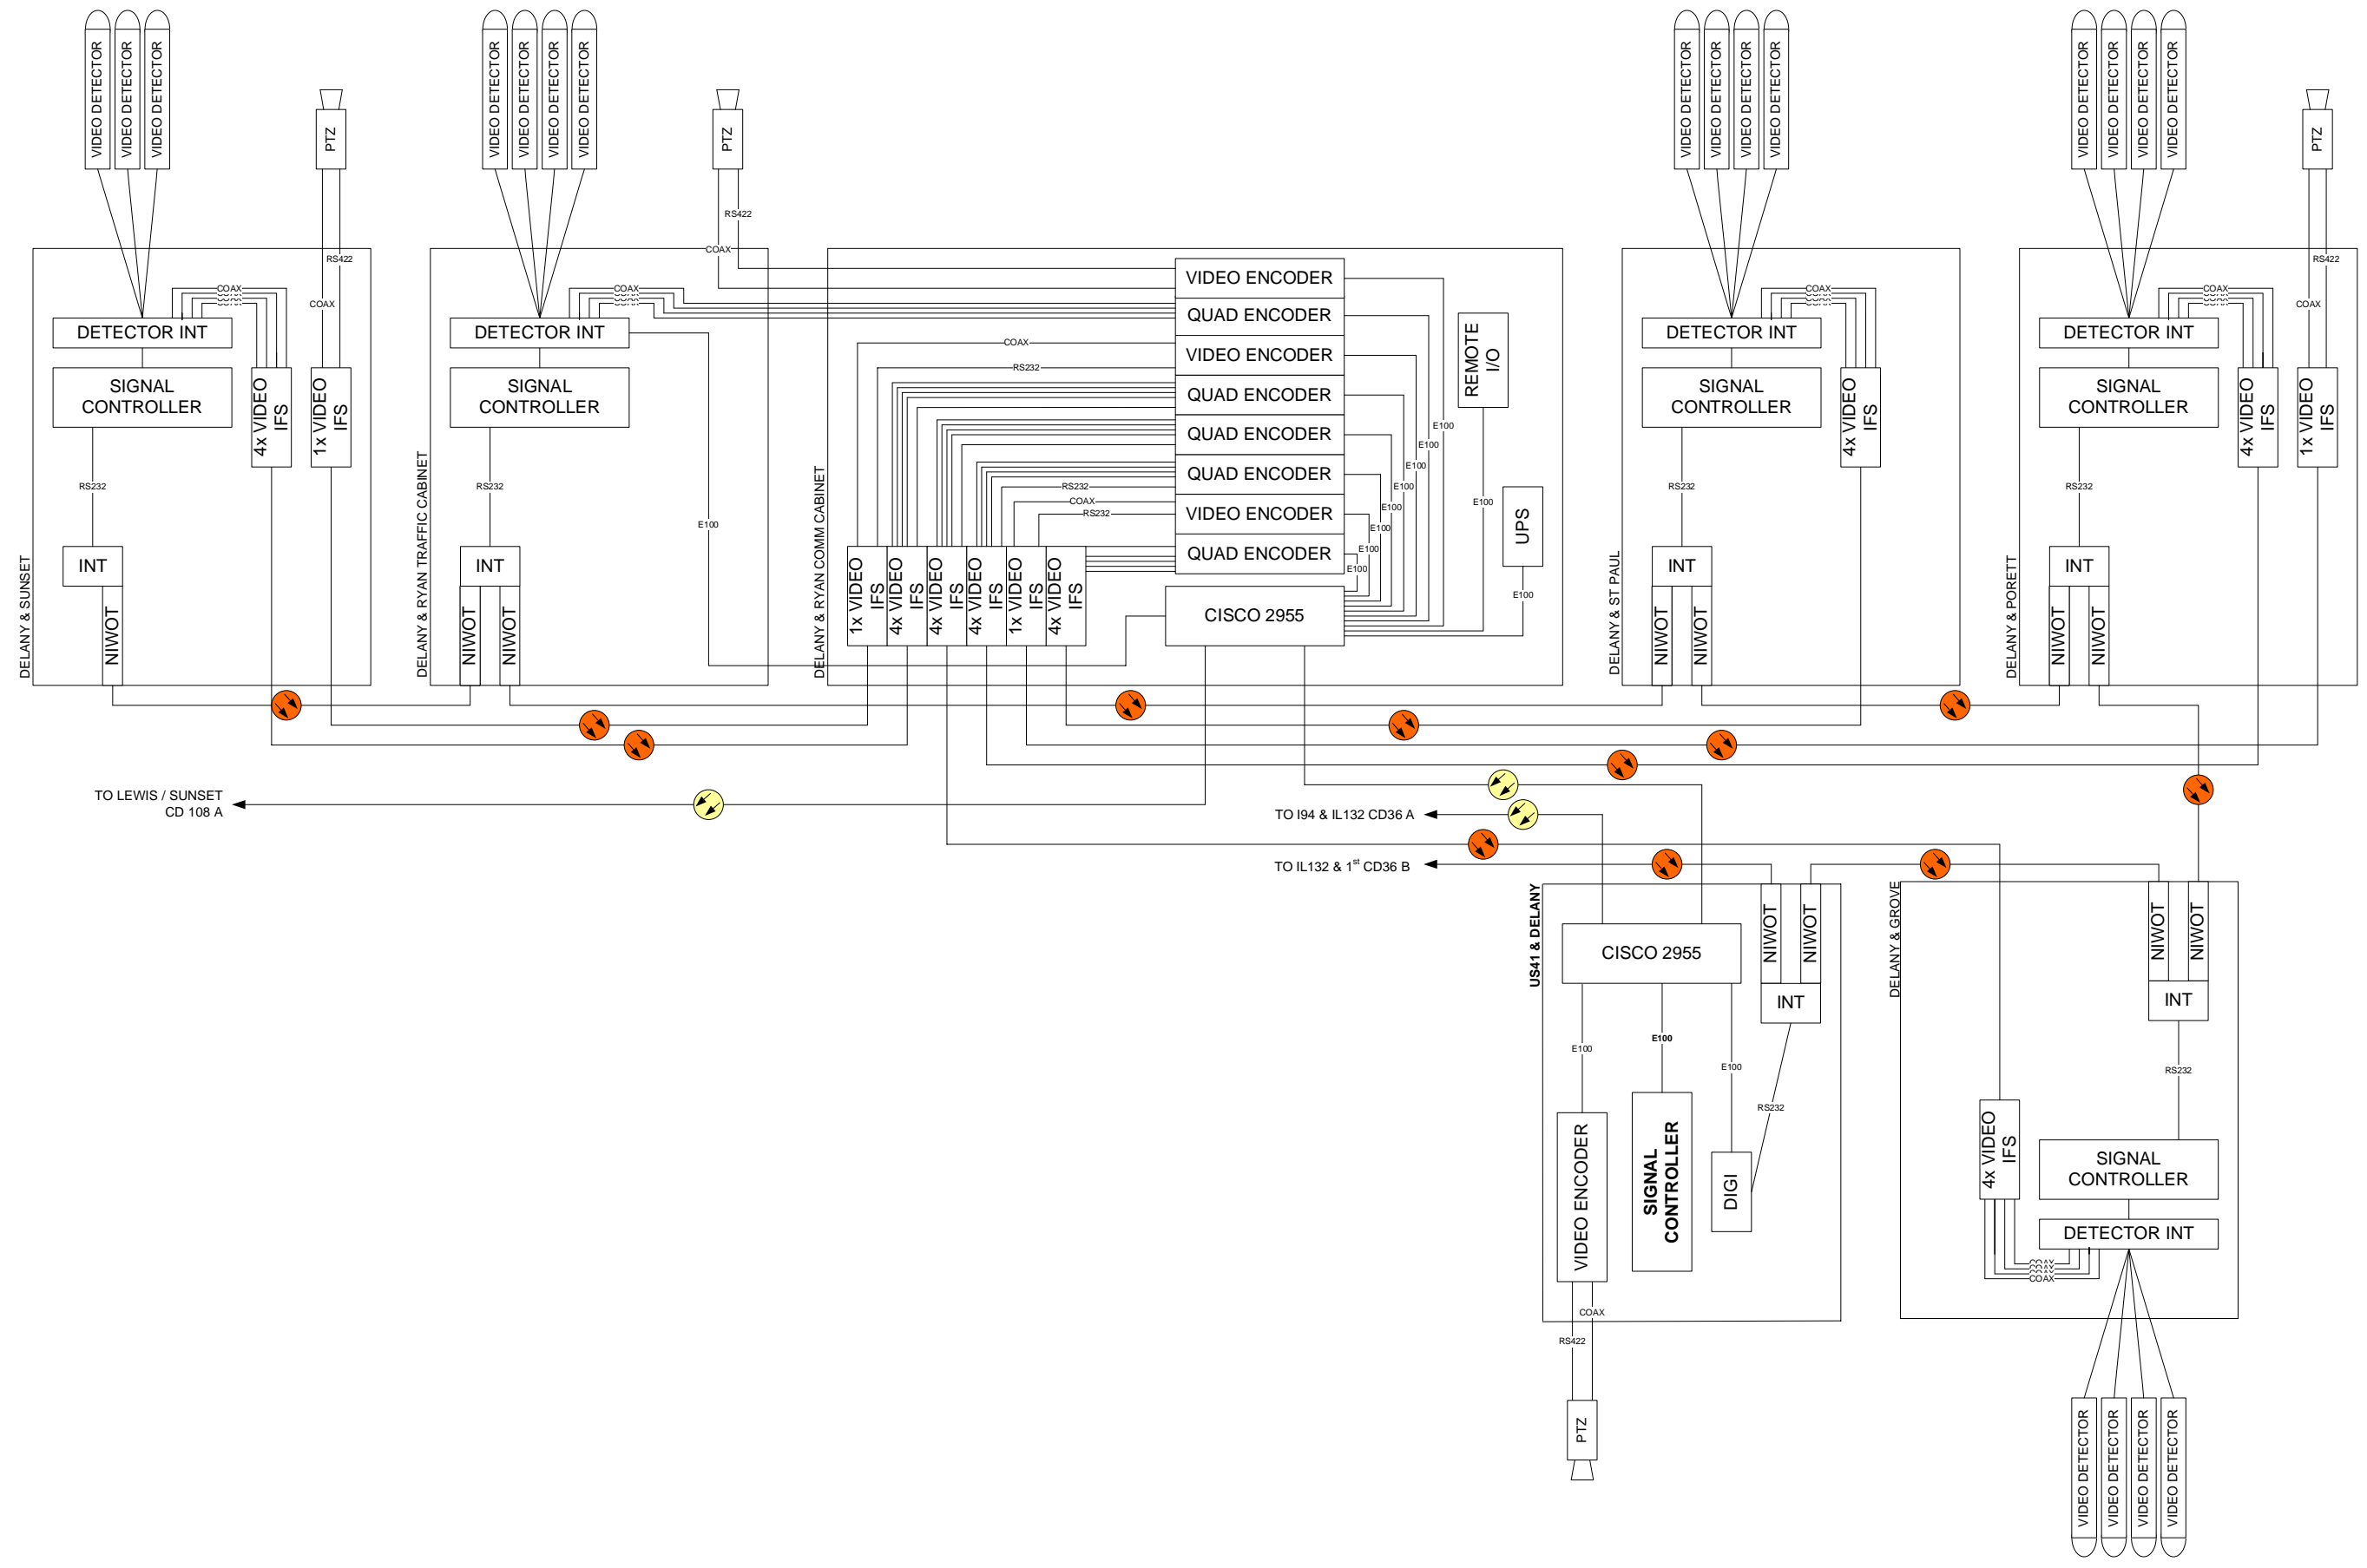 VIDEO DETECTOR
VIDEO DETECTOR
VIDEO DETECTOR
PTZ
VIDEO DETECTOR
VIDEO DETECTOR
VIDEO DETECTOR
VIDEO DETECTOR
PTZ
VIDEO DETECTOR
VIDEO DETECTOR
VIDEO DETECTOR
VIDEO DETECTOR
VIDEO DETECTOR
VIDEO DETECTOR
VIDEO DETECTOR
VIDEO DETECTOR
PTZ
DELANY & SUNSET
RS422
COAX
COAX
DETECTOR INT
SIGNAL
CONTROLLER
4x VIDEO
IFS
1x VIDEO
IFS
RS232
INT
NIWOT
DELANY & RYAN TRAFFIC CABINET
RS422
COAX
COAX
DETECTOR INT
SIGNAL
CONTROLLER
RS232
E100
INT
NIWOT
NIWOT
DELANY & RYAN COMM CABINET
VIDEO ENCODER
QUAD ENCODER
VIDEO ENCODER
QUAD ENCODER
QUAD ENCODER
QUAD ENCODER
VIDEO ENCODER
QUAD ENCODER
COAX
RS232
RS232
COAX
RS232
E100
E100
E100
E100
E100
E100
E100
E100
REMOTE
I/O
E100
UPS
E100
1x VIDEO
IFS
4x VIDEO
IFS
4x VIDEO
IFS
4x VIDEO
IFS
1x VIDEO
IFS
4x VIDEO
IFS
CISCO 2955
DELANY & ST PAUL
COAX
DETECTOR INT
SIGNAL
CONTROLLER
4x VIDEO
IFS
RS232
INT
NIWOT
NIWOT
DELANY & PORETT
RS422
COAX
COAX
DETECTOR INT
SIGNAL
CONTROLLER
4x VIDEO
IFS
1x VIDEO
IFS
RS232
INT
NIWOT
NIWOT
TO LEWIS / SUNSET
CD 108 A
TO I94 & IL132 CD36 A
TO IL132 & 1st CD36 B
US41 & DELANY
CISCO 2955
NIWOT
NIWOT
INT
E100
E100
E100
RS232
VIDEO ENCODER
SIGNAL
CONTROLLER
DIGI
COAX
RS422
PTZ
DELANY & GROVE
NIWOT
NIWOT
INT
RS232
4x VIDEO
IFS
SIGNAL
CONTROLLER
DETECTOR INT
COAX
COAX
COAX
COAX
VIDEO DETECTOR
VIDEO DETECTOR
VIDEO DETECTOR
VIDEO DETECTOR